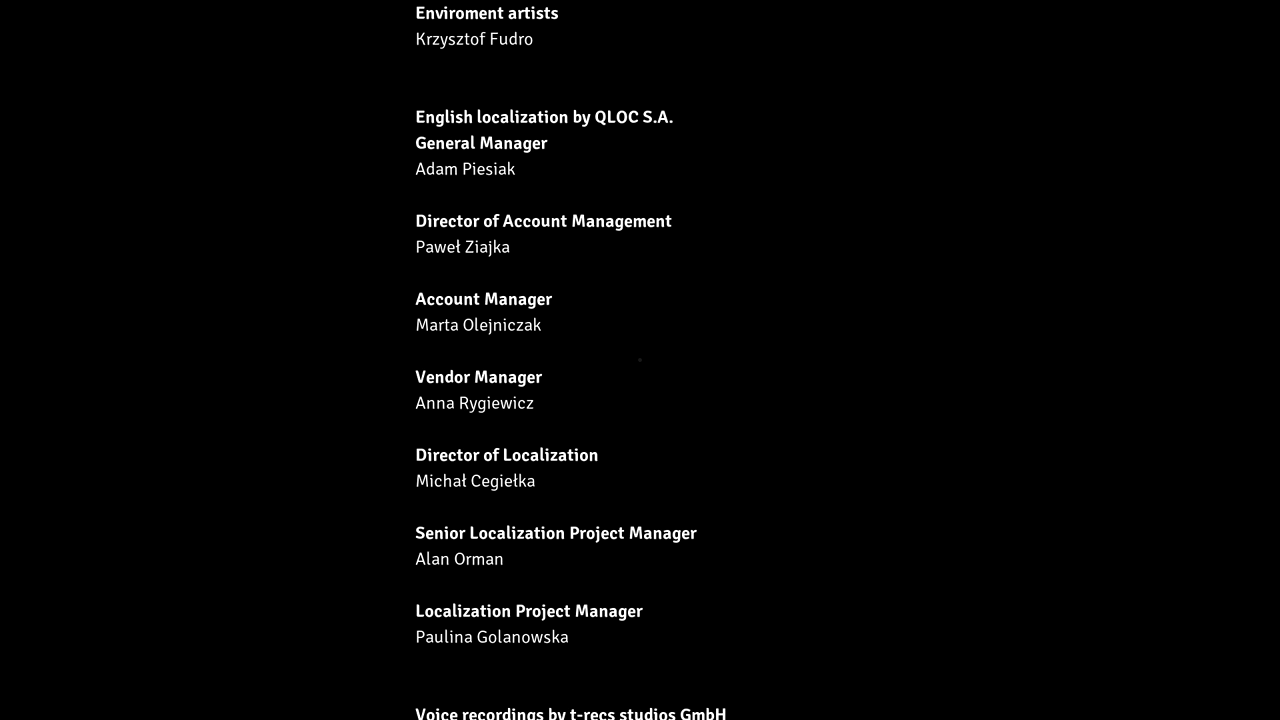 Enviroment artists
Krzysztof Fudro
English localization by QLOC S.A.
General Manager
Adam Piesiak
Director of Account Management
Paweł Ziajka
Account Manager
Marta Olejniczak
Vendor Manager
Anna Rygiewicz
Director of Localization
Michał Cegiełka
Senior Localization Project Manager
Alan Orman
Localization Project Manager
Paulina Golanowska
Voice recordings by t-recs studios GmbH